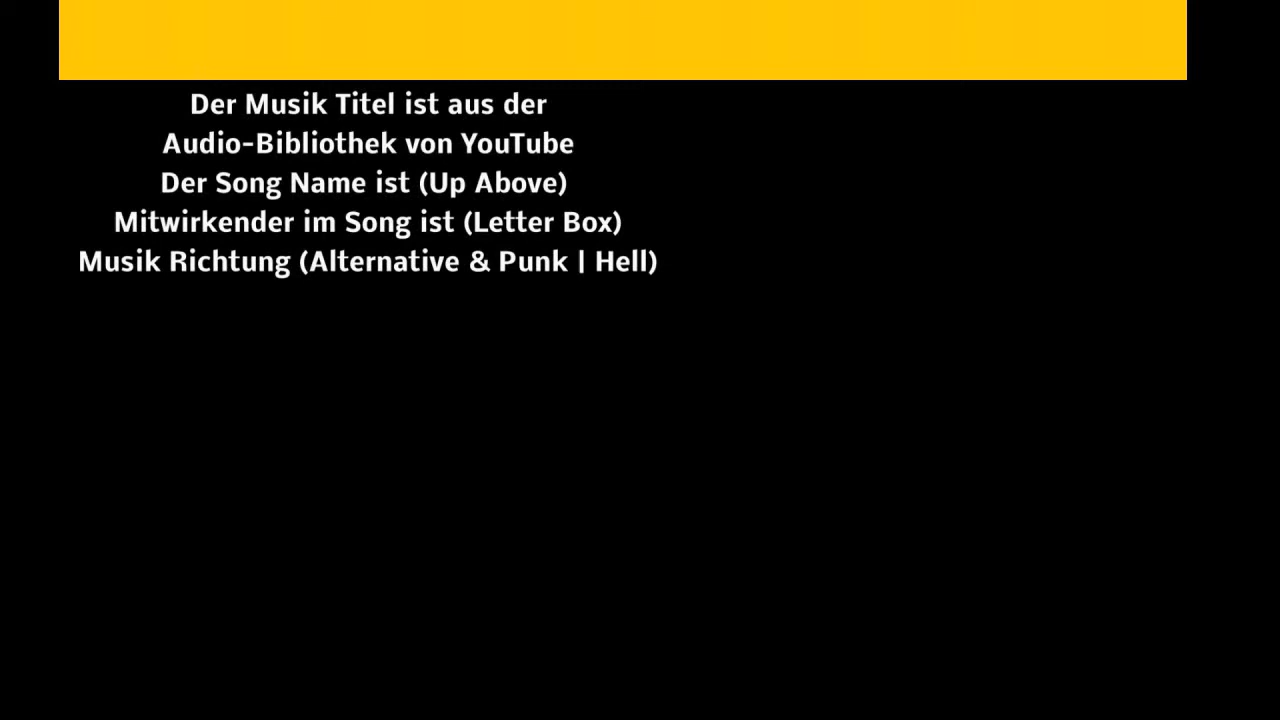 Der Musik Titel ist aus der
Audio-Bibliothek von YouTube
Der Song Name ist (Up Above)
Mitwirkender im Song ist (Letter Box)
Musik Richtung (Alternative & Punk | Hell)